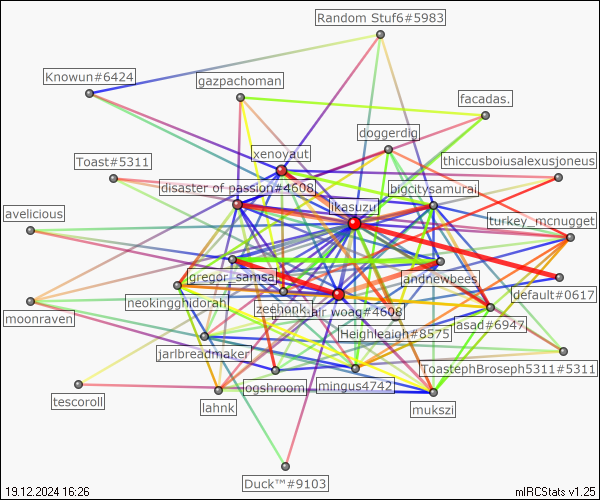 Random Stuf6#5983
Knowun#6424
gazpachoman
facadas.
doggerdig
xenoyaut
Toast#5311
thiccusboiusalexusjoneus
disaster of passion#4608
bigcitysamurai
ikasuzu
avelicious
turkey_mcnugget
gregor_samsa
andnewbees
default#0617
neokingghidorah
zeehonk
air woag#4608
moonraven
Heighleaigh#8575
asad#6947
jarlbreadmaker
ToastephBroseph5311#5311
ogshroom
mingus4742
tescoroll
lahnk
mukszi
Duck™#9103
19.12.2024 16:26
mIRCStats v1.25